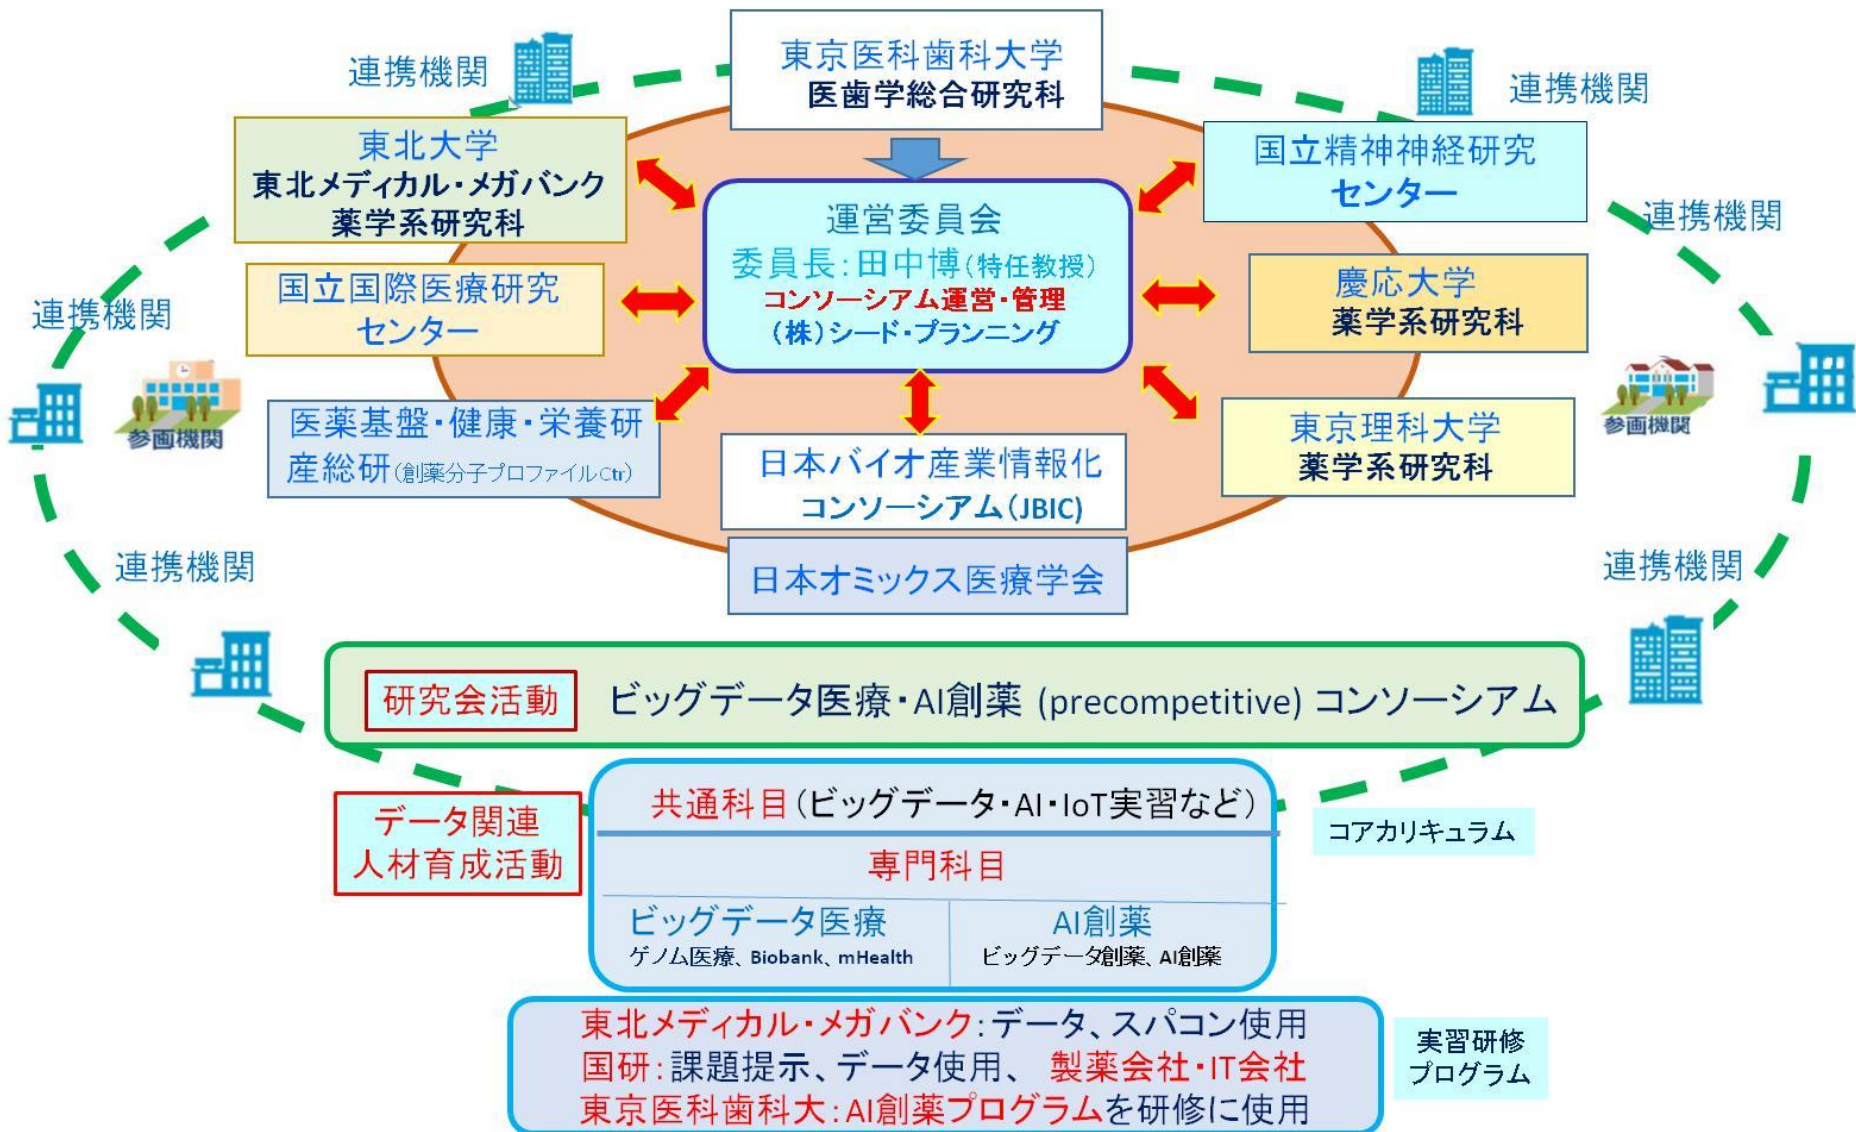 東京医科歯科大学
医歯学総合研究科
連携機関
連携機関
東北大学
東北メディカル・メガバンク
薬学系研究科
国立精神神経研究
センター
運営委員会
委員長:田中博(特任教授)
コンソーシアム運営・管理
(株)シード・プランニング
連携機関
連携機関
国立国際医療研究
センター
慶応大学
薬学系研究科
参画機関
参画機関
医薬基盤・健康・栄養研
産総研(創薬分子プロファイルCtr)
日本バイオ産業情報化
コンソーシアム(JBIC)
東京理科大学
薬学系研究科
連携機関
連携機関
日本オミックス医療学会
研究会活動 ビッグデータ医療・AI創薬 (precompetitive) コンソーシアム
データ関連
人材育成活動
共通科目(ビッグデータ・AI・IoT実習など)
コアカリキュラム
専門科目
ビッグデータ医療
ゲノム医療、Biobank、mHealth
AI創薬
ビッグデータ創薬、AI創薬
東北メディカル・メガバンク:データ、スパコン使用
国研:課題提示、データ使用、 製薬会社・IT会社
東京医科歯科大:AI創薬プログラムを研修に使用
実習研修
プログラム